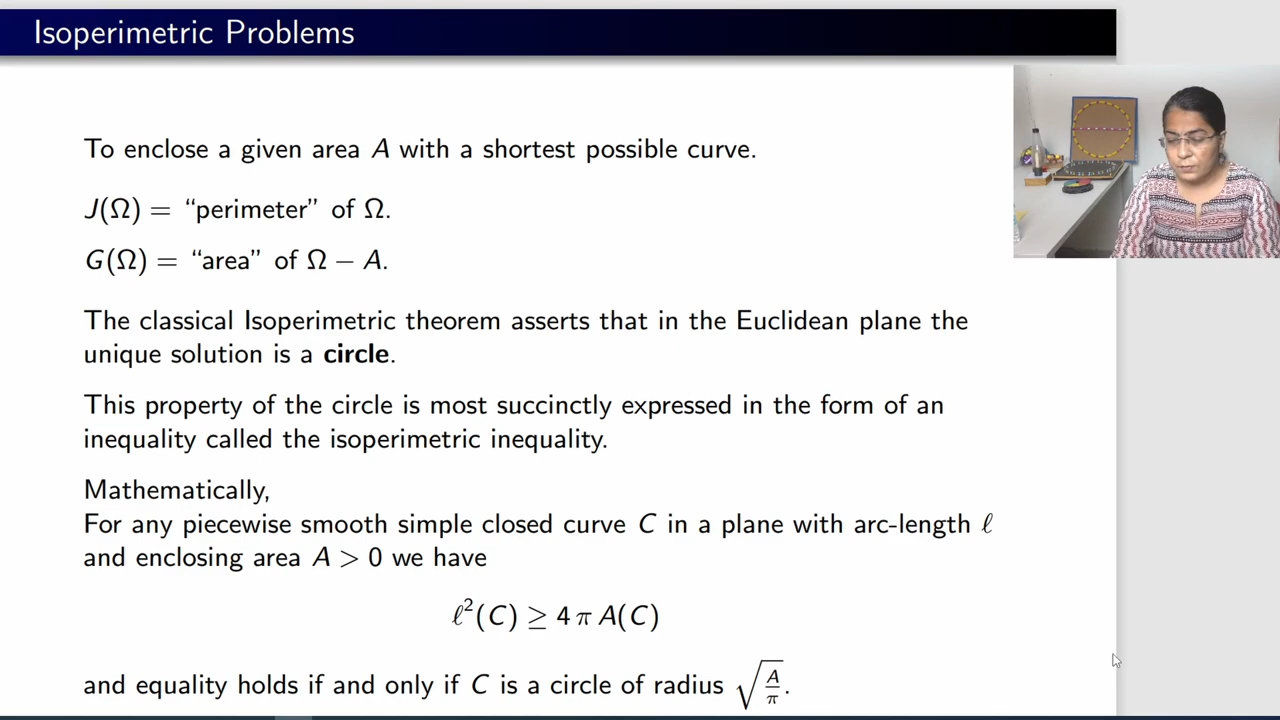 Isoperimetric Problems
To enclose a given area A with a shortest possible curve.
J(Ω) = “perimeter” of Ω.
G(Ω) = “area” of Ω − A.
The classical Isoperimetric theorem asserts that in the Euclidean plane the
unique solution is a circle.
This property of the circle is most succinctly expressed in the form of an
inequality called the isoperimetric inequality.
Mathematically,
For any piecewise smooth simple closed curve C in a plane with arc-length ℓ
and enclosing area A > 0 we have
ℓ²(C) ≥ 4 π A(C)
and equality holds if and only if C is a circle of radius √(A/π).